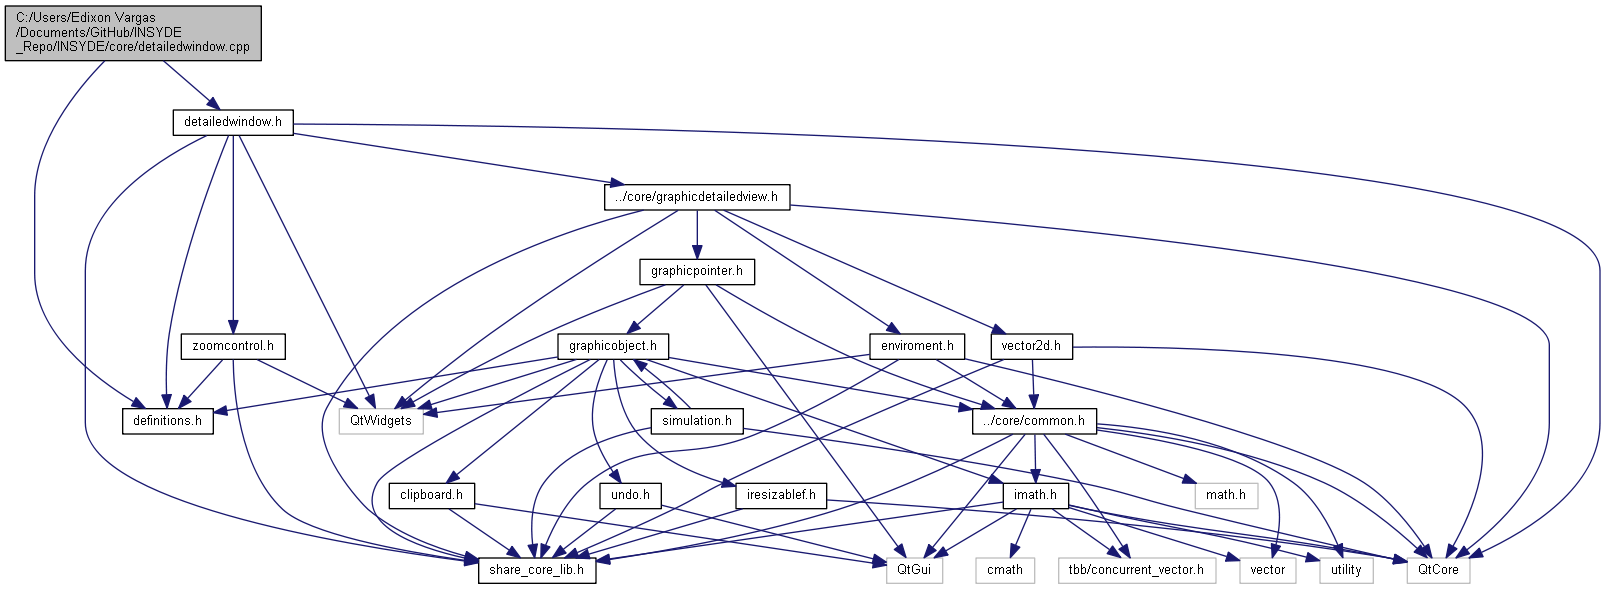 C:/Users/Edixon Vargas
/Documents/GitHub/INSYDE
_Repo/INSYDE/core/detailedwindow.cpp
detailedwindow.h
../core/graphicdetailedview.h
graphicpointer.h
zoomcontrol.h
graphicobject.h
enviroment.h
vector2d.h
definitions.h
QtWidgets
simulation.h
../core/common.h
clipboard.h
undo.h
iresizablef.h
imath.h
math.h
share_core_lib.h
QtGui
cmath
tbb/concurrent_vector.h
vector
utility
QtCore